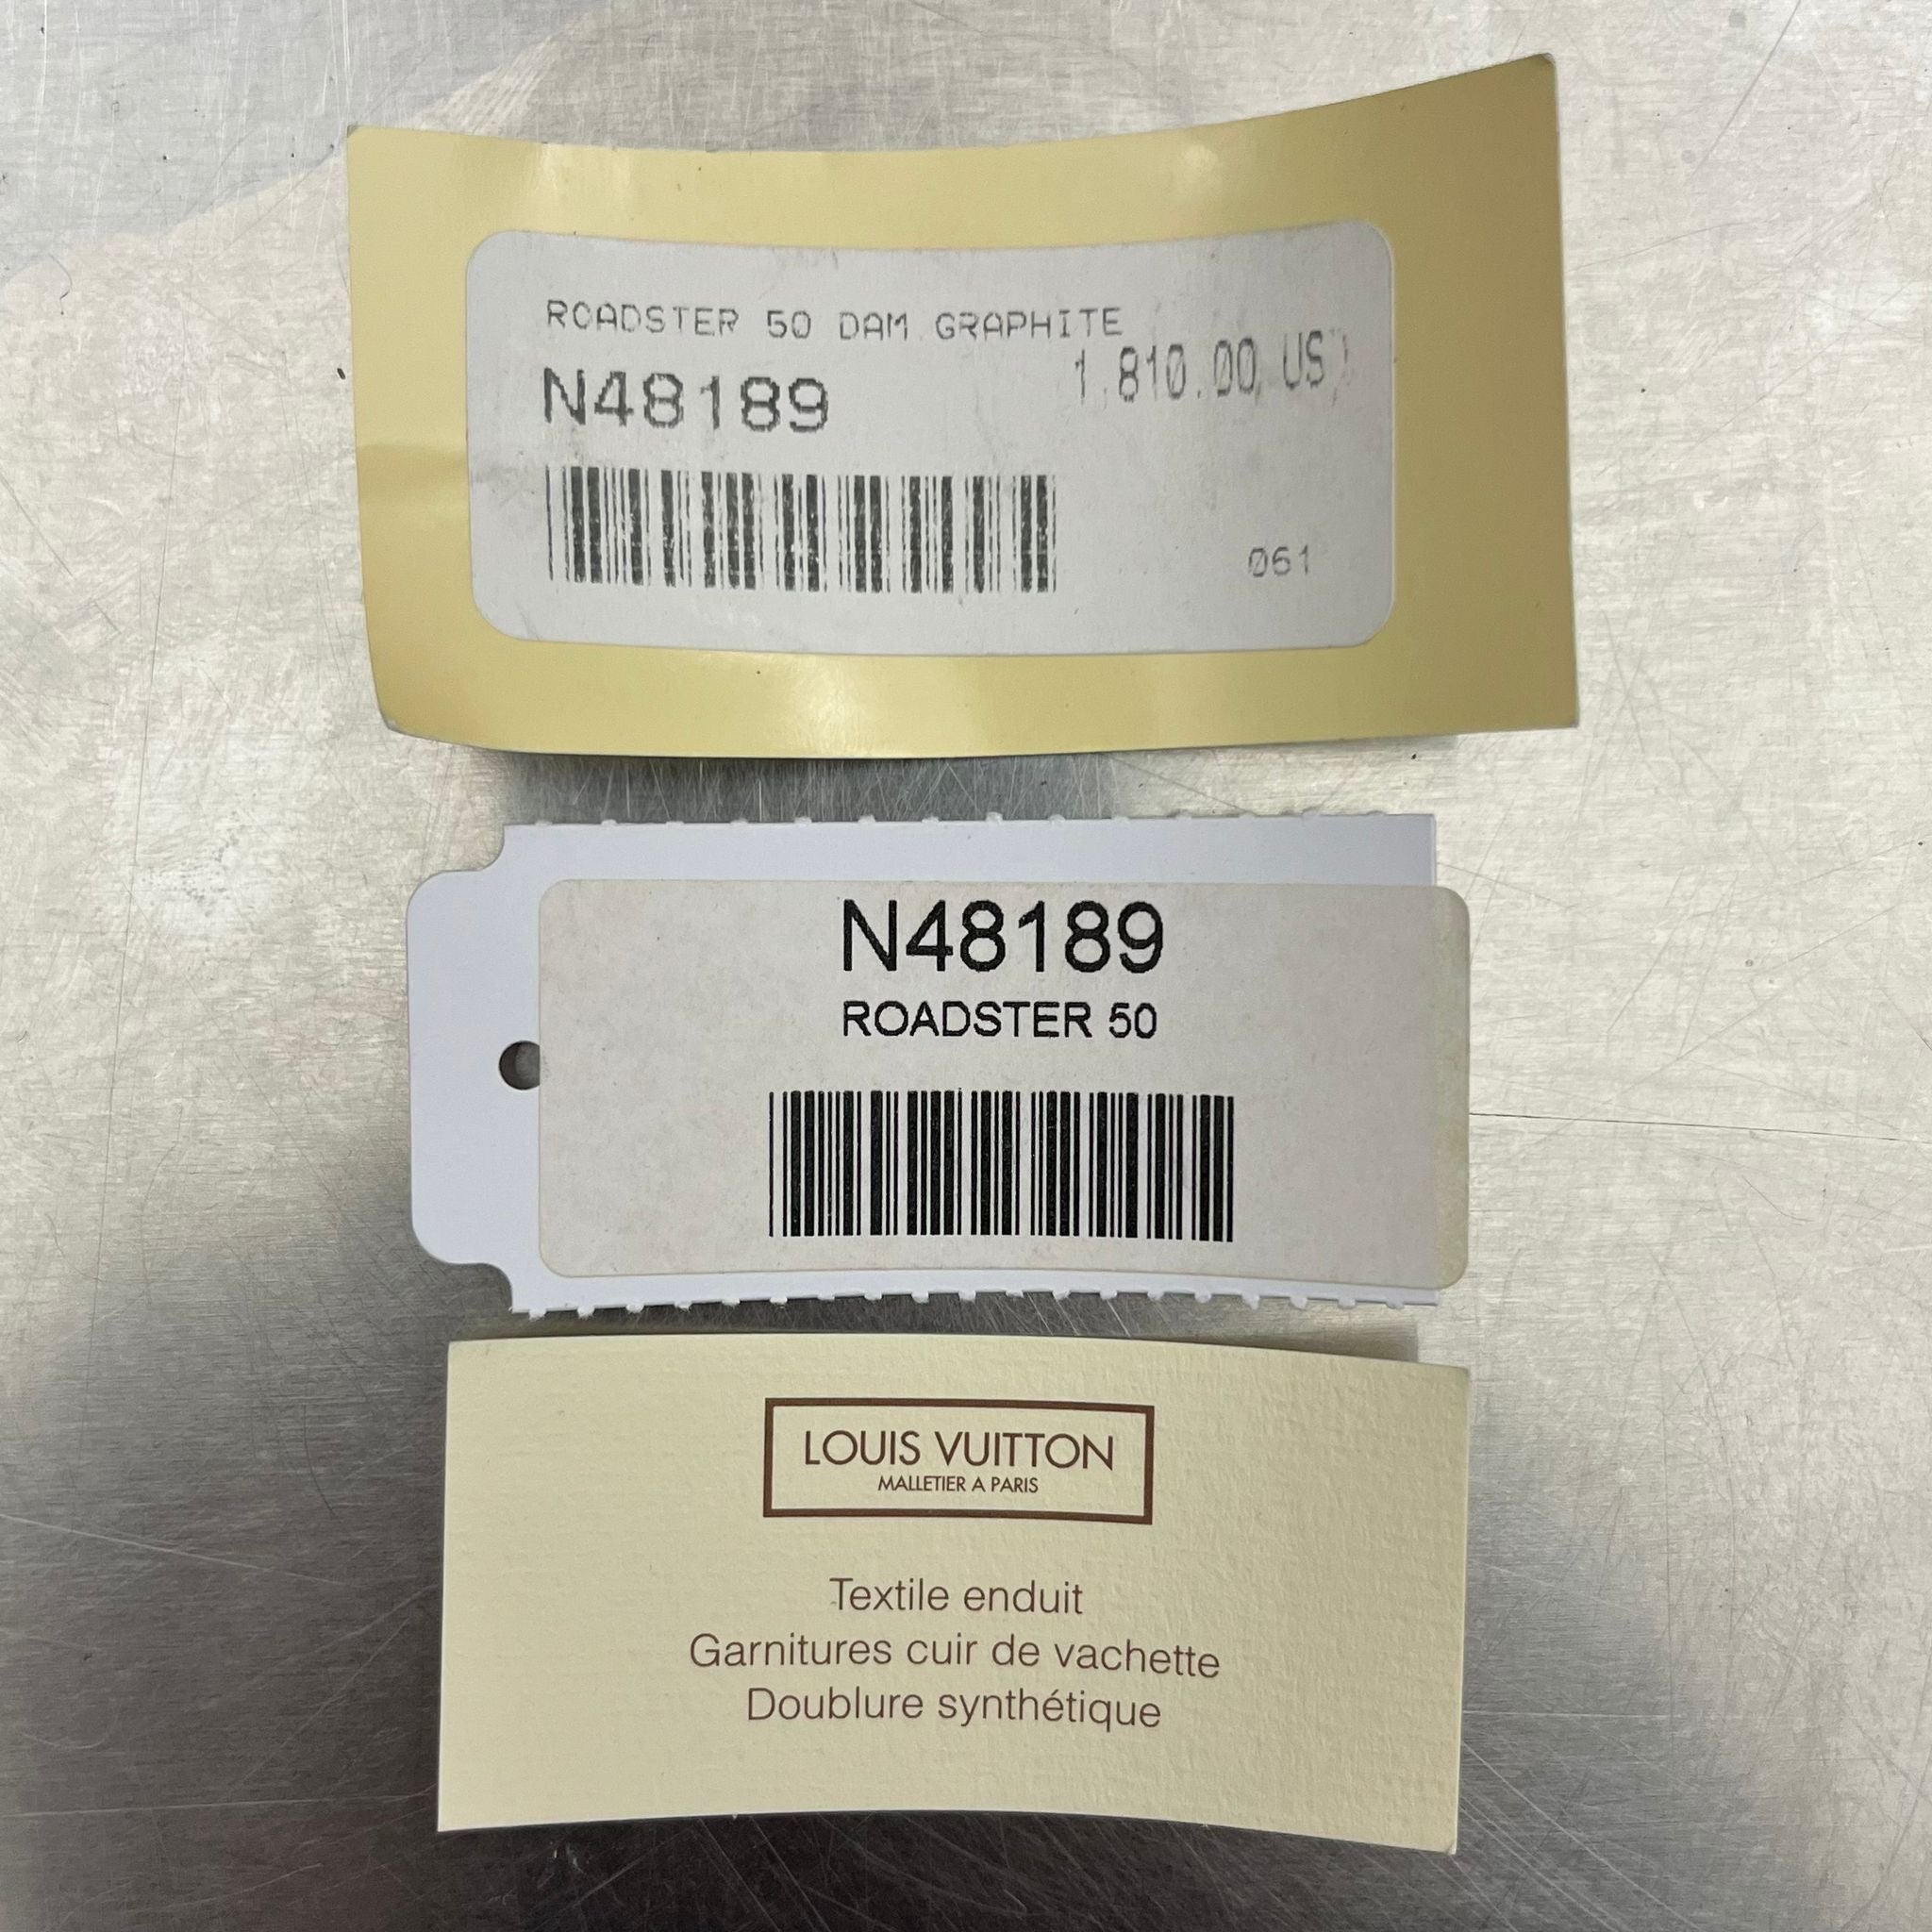 ROADSTER 50 DAM.GRAPHITE
N48189
1.810.00 US
061
N48189
ROADSTER 50
LOUIS VUITTON
MALLETIER A PARIS
Textile enduit
Garnitures cuir de vachette
Doublure synthétique